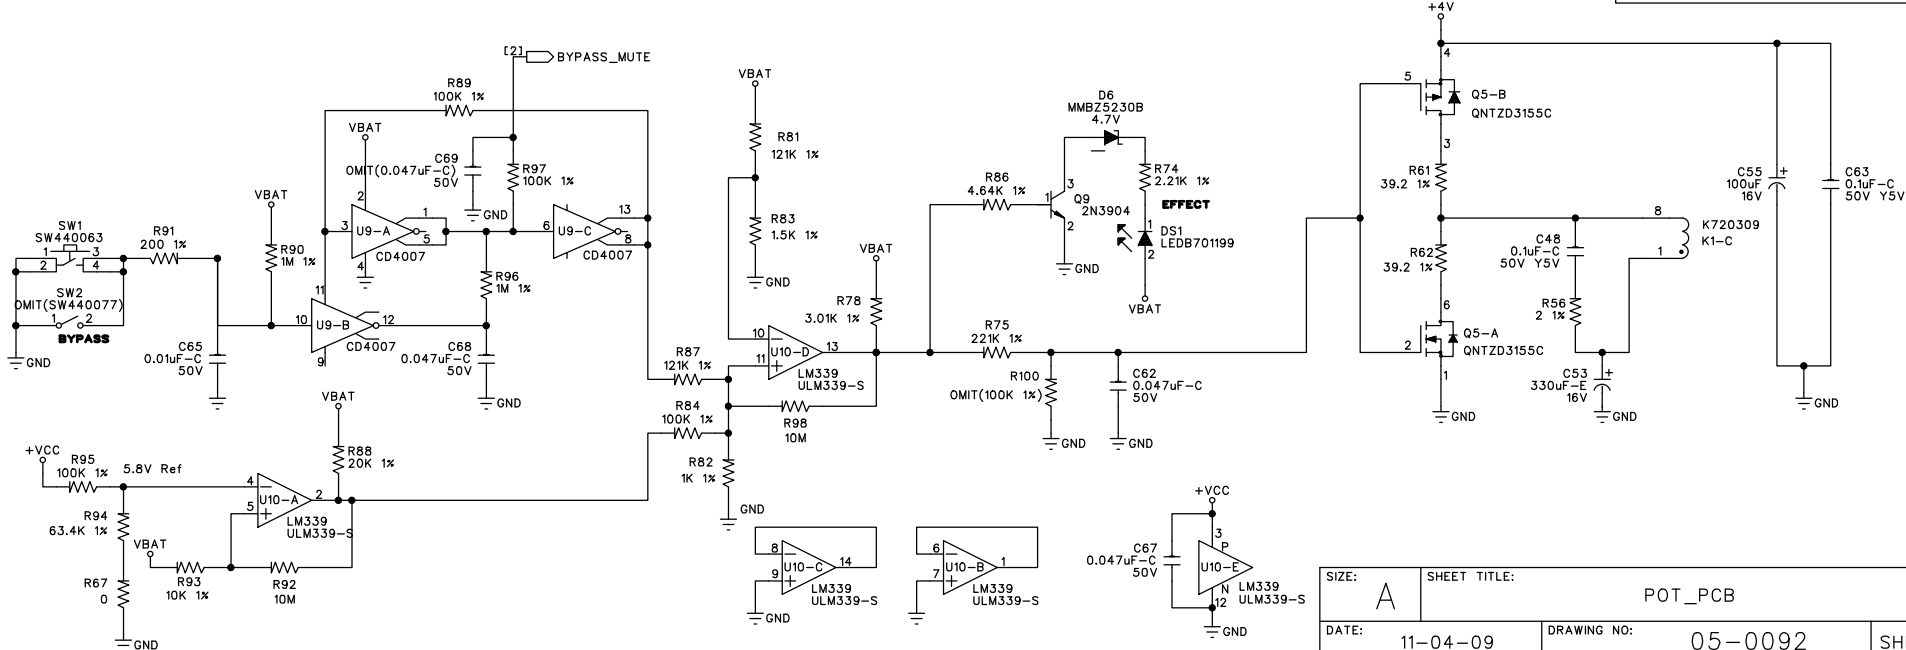 +4V
4
5
Q5-B
QNTZD3155C
3
R61
39.2 1%
C55
100uF
16V
+
C63
0.1uF-C
50V Y5V
[2]
BYPASS_MUTE
R89
100K 1%
VBAT
C69
OMIT(0.047uF-C)
50V
R97
100K 1%
GND
2
3
U9-A
1
5
4
CD4007
6
U9-C
13
8
CD4007
VBAT
R81
121K 1%
R83
1.5K 1%
GND
D6
MMBZ5230B
4.7V
R74
2.21K 1%
EFFECT
R86
4.64K 1%
1
3
Q9
2N3904
2
GND
1
DS1
LEDB701199
2
VBAT
SW1
SW440063
1
2
3
4
R91
200 1%
VBAT
R90
1M 1%
SW2
OMIT(SW440077)
1
2
BYPASS
GND
C65
0.01uF-C
50V
GND
11
10
U9-B
12
9
CD4007
R96
1M 1%
C68
0.047uF-C
50V
GND
VBAT
R78
3.01K 1%
10
11
U10-D
13
LM339
ULM339-S
R87
121K 1%
R84
100K 1%
R98
10M
R82
1K 1%
GND
R75
221K 1%
R100
OMIT(100K 1%)
GND
C62
0.047uF-C
50V
GND
R62
39.2 1%
6
Q5-A
QNTZD3155C
2
1
GND
C48
0.1uF-C
50V Y5V
R56
2 1%
C53
330uF-E
16V
+
GND
8
1
K720309
K1-C
GND
VBAT
R88
20K 1%
+VCC
R95
100K 1%
5.8V Ref
R94
63.4K 1%
R67
0
GND
4
5
U10-A
2
LM339
ULM339-S
VBAT
R93
10K 1%
R92
10M
8
9
U10-C
14
LM339
ULM339-S
GND
6
7
U10-B
1
LM339
ULM339-S
+VCC
3
P
C67
0.047uF-C
50V
U10-E
N
12
LM339
ULM339-S
GND
SIZE:
A
SHEET TITLE:
POT_PCB
DATE:
11-04-09
DRAWING NO:
05-0092
SH